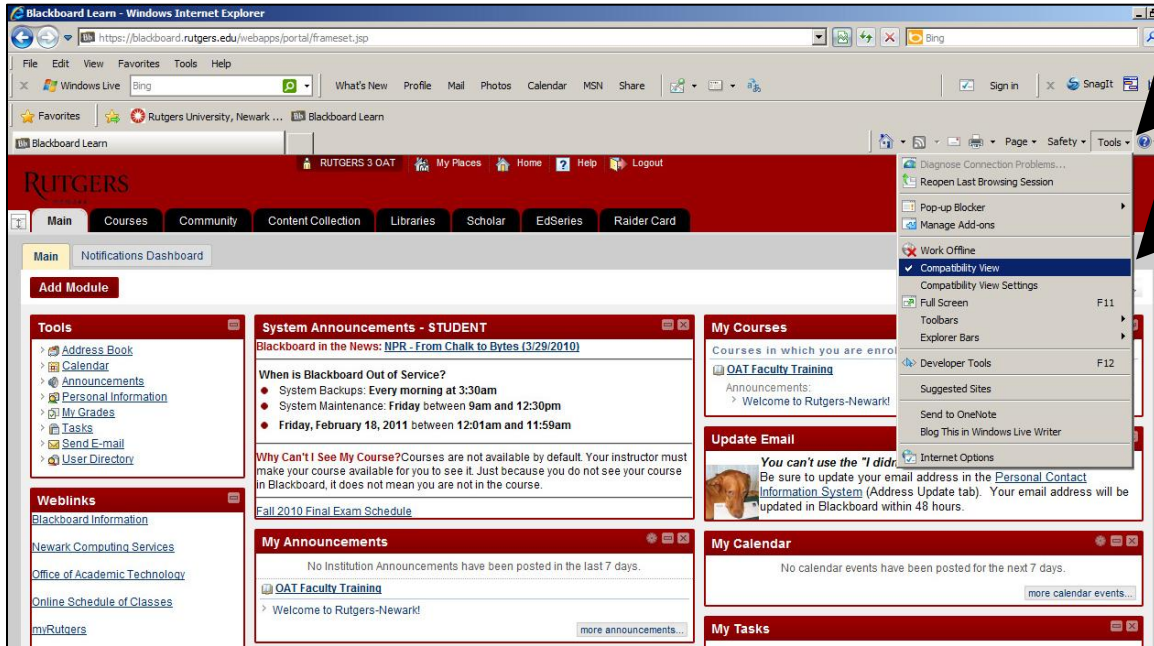 Blackboard Learn - Windows Internet Explorer
https://blackboard.rutgers.edu/webapps/portal/frameset.jsp
Bing
File Edit View Favorites Tools Help
Windows Live Bing What's New Profile Mail Photos Calendar MSN Share Sign in SnagIt
Favorites Rutgers University, Newark ... Blackboard Learn
Blackboard Learn Page Safety Tools
RUTGERS 3 OAT My Places Home Help Logout
RUTGERS
Main Courses Community Content Collection Libraries Scholar EdSeries Raider Card
Main Notifications Dashboard
Add Module
Diagnose Connection Problems...
Reopen Last Browsing Session
Pop-up Blocker
Manage Add-ons
Work Offline
Compatibility View
Compatibility View Settings
Full Screen F11
Toolbars
Explorer Bars
Developer Tools F12
Suggested Sites
Send to OneNote
Blog This in Windows Live Writer
Internet Options
Tools
Address Book
Calendar
Announcements
Personal Information
My Grades
Tasks
Send E-mail
User Directory
Weblinks
Blackboard Information
Newark Computing Services
Office of Academic Technology
Online Schedule of Classes
myRutgers
System Announcements - STUDENT
Blackboard in the News: NPR - From Chalk to Bytes (3/29/2010)
When is Blackboard Out of Service?
System Backups: Every morning at 3:30am
System Maintenance: Friday between 9am and 12:30pm
Friday, February 18, 2011 between 12:01am and 11:59am
Why Can't I See My Course?Courses are not available by default. Your instructor must
make your course available for you to see it. Just because you do not see your course
in Blackboard, it does not mean you are not in the course.
Fall 2010 Final Exam Schedule
My Announcements
No Institution Announcements have been posted in the last 7 days.
OAT Faculty Training
Welcome to Rutgers-Newark!
more announcements...
My Courses
Courses in which you are
OAT Faculty Training
Announcements:
Welcome to Rutgers-Newark!
Update Email
You can't use the "I
Be sure to update your email address in the Personal Contact
Information System (Address Update tab). Your email address will be
updated in Blackboard within 48 hours.
My Calendar
No calendar events have been posted for the next 7 days.
more calendar events...
My Tasks